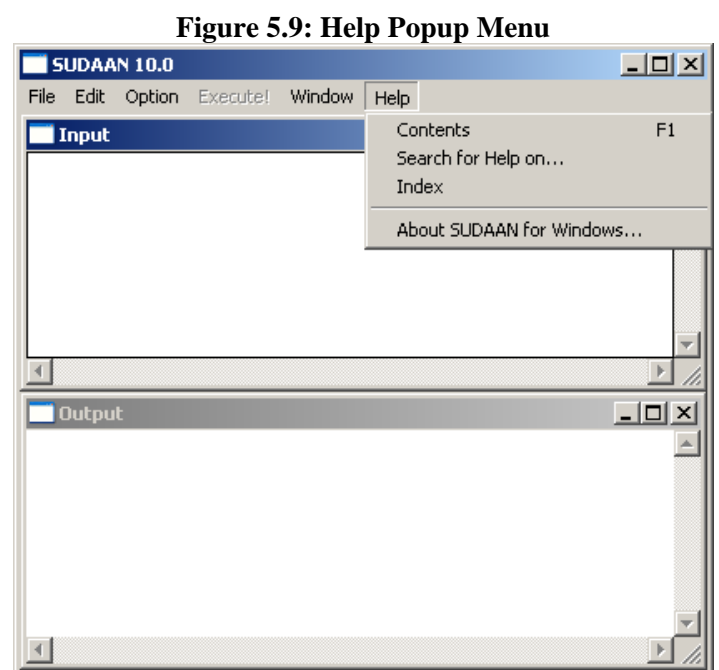 Figure 5.9: Help Popup Menu
SUDAAN 10.0
File Edit Option Execute! Window Help
Input
Contents F1
Search for Help on...
Index
About SUDAAN for Windows...
Output